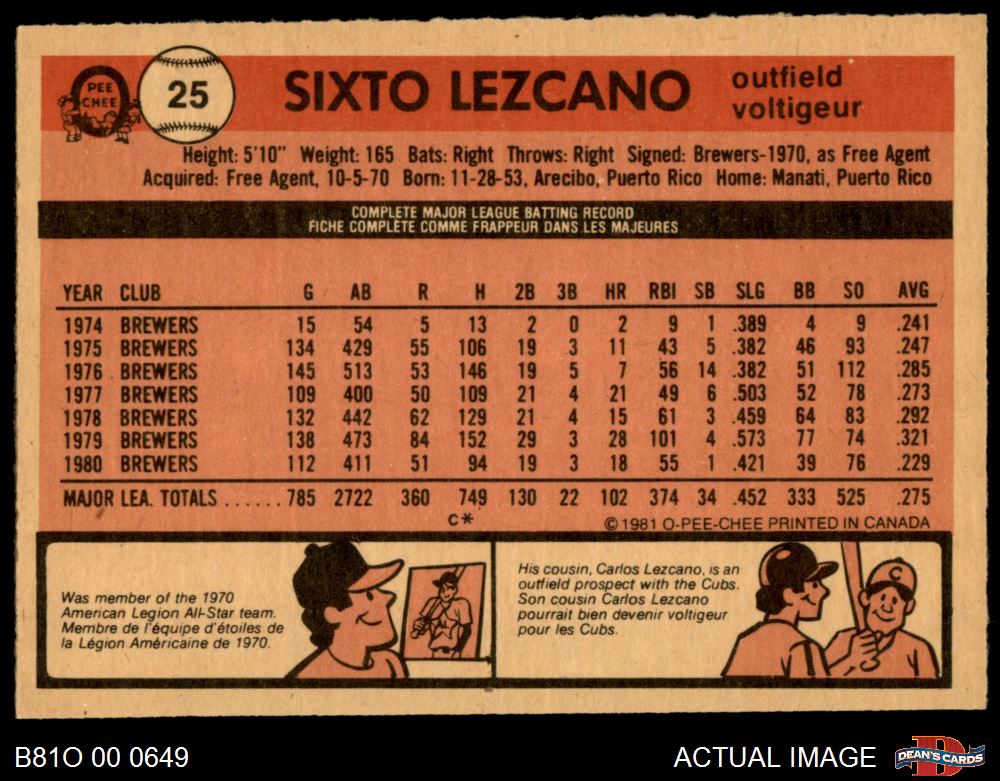 PEE
CHEE
25
SIXTO LEZCANO
outfield
voltigeur
Height: 5'10" Weight: 165 Bats: Right Throws: Right Signed: Brewers-1970, as Free Agent
Acquired: Free Agent, 10-5-70 Born: 11-28-53, Arecibo, Puerto Rico Home: Manati, Puerto Rico
COMPLETE MAJOR LEAGUE BATTING RECORD
FICHE COMPLÈTE COMME FRAPPEUR DANS LES MAJEURES
YEAR CLUB G AB R H 2B 3B HR RBI SB SLG BB SO AVG
1974 BREWERS 15 54 5 13 2 0 2 9 1 .389 4 9 .241
1975 BREWERS 134 429 55 106 19 3 11 43 5 .382 46 93 .247
1976 BREWERS 145 513 53 146 19 5 7 56 14 .382 51 112 .285
1977 BREWERS 109 400 50 109 21 4 21 49 6 .503 52 78 .273
1978 BREWERS 132 442 62 129 21 4 15 61 3 .459 64 83 .292
1979 BREWERS 138 473 84 152 29 3 28 101 4 .573 77 74 .321
1980 BREWERS 112 411 51 94 19 3 18 55 1 .421 39 76 .229
MAJOR LEA. TOTALS ...... 785 2722 360 749 130 22 102 374 34 .452 333 525 .275
C*
© 1981 O-PEE-CHEE PRINTED IN CANADA
Was member of the 1970
American Legion All-Star team.
Membre de l'équipe d'étoiles de
la Légion Américaine de 1970.
His cousin, Carlos Lezcano, is an
outfield prospect with the Cubs.
Son cousin Carlos Lezcano
pourrait bien devenir voltigeur
pour les Cubs.
C
B81O 00 0649
ACTUAL IMAGE
DEAN'S CARDS